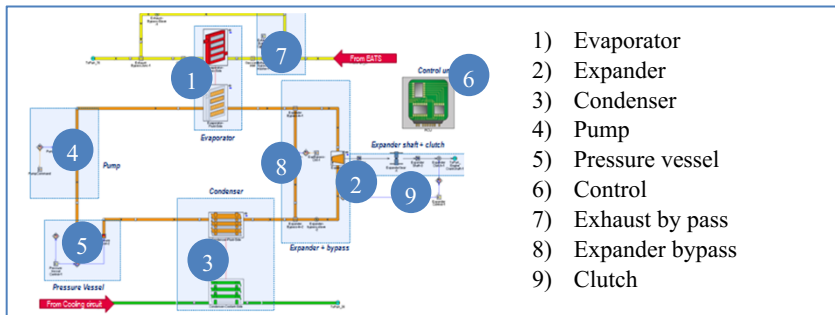 From EATS
7
1
6
Control un
PCU
Evaporator
4
Pump
Expander shaft + clutch
8
2
9
Condenser
5
3
Expander + bypass
Pressure Vessel
From Cooling circuit
1) Evaporator
2) Expander
3) Condenser
4) Pump
5) Pressure vessel
6) Control
7) Exhaust by pass
8) Expander bypass
9) Clutch